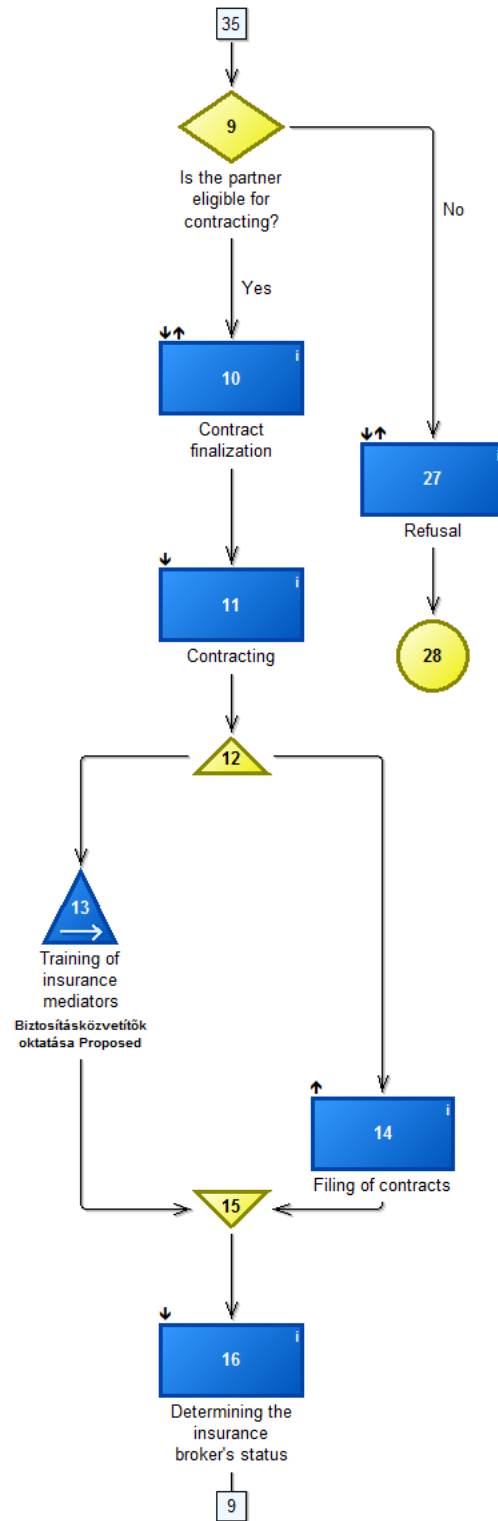 35
9
Is the partner
eligible for
contracting?
No
Yes
i
10
Contract
finalization
i
27
Refusal
i
11
Contracting
28
12
13
Training of
insurance
mediators
Biztosításközvetítõk
oktatása Proposed
i
14
Filing of contracts
15
i
16
Determining the
insurance
broker's status
9